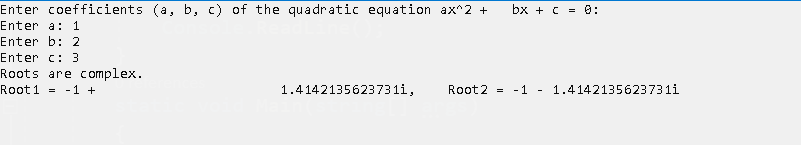 Enter coefficients (a, b, c) of the quadratic equation ax^2 +   bx + c = 0:
Enter a: 1
Enter b: 2
Enter c: 3
Roots are complex.
Root1 = -1 +                         1.4142135623731i,    Root2 = -1 - 1.4142135623731i